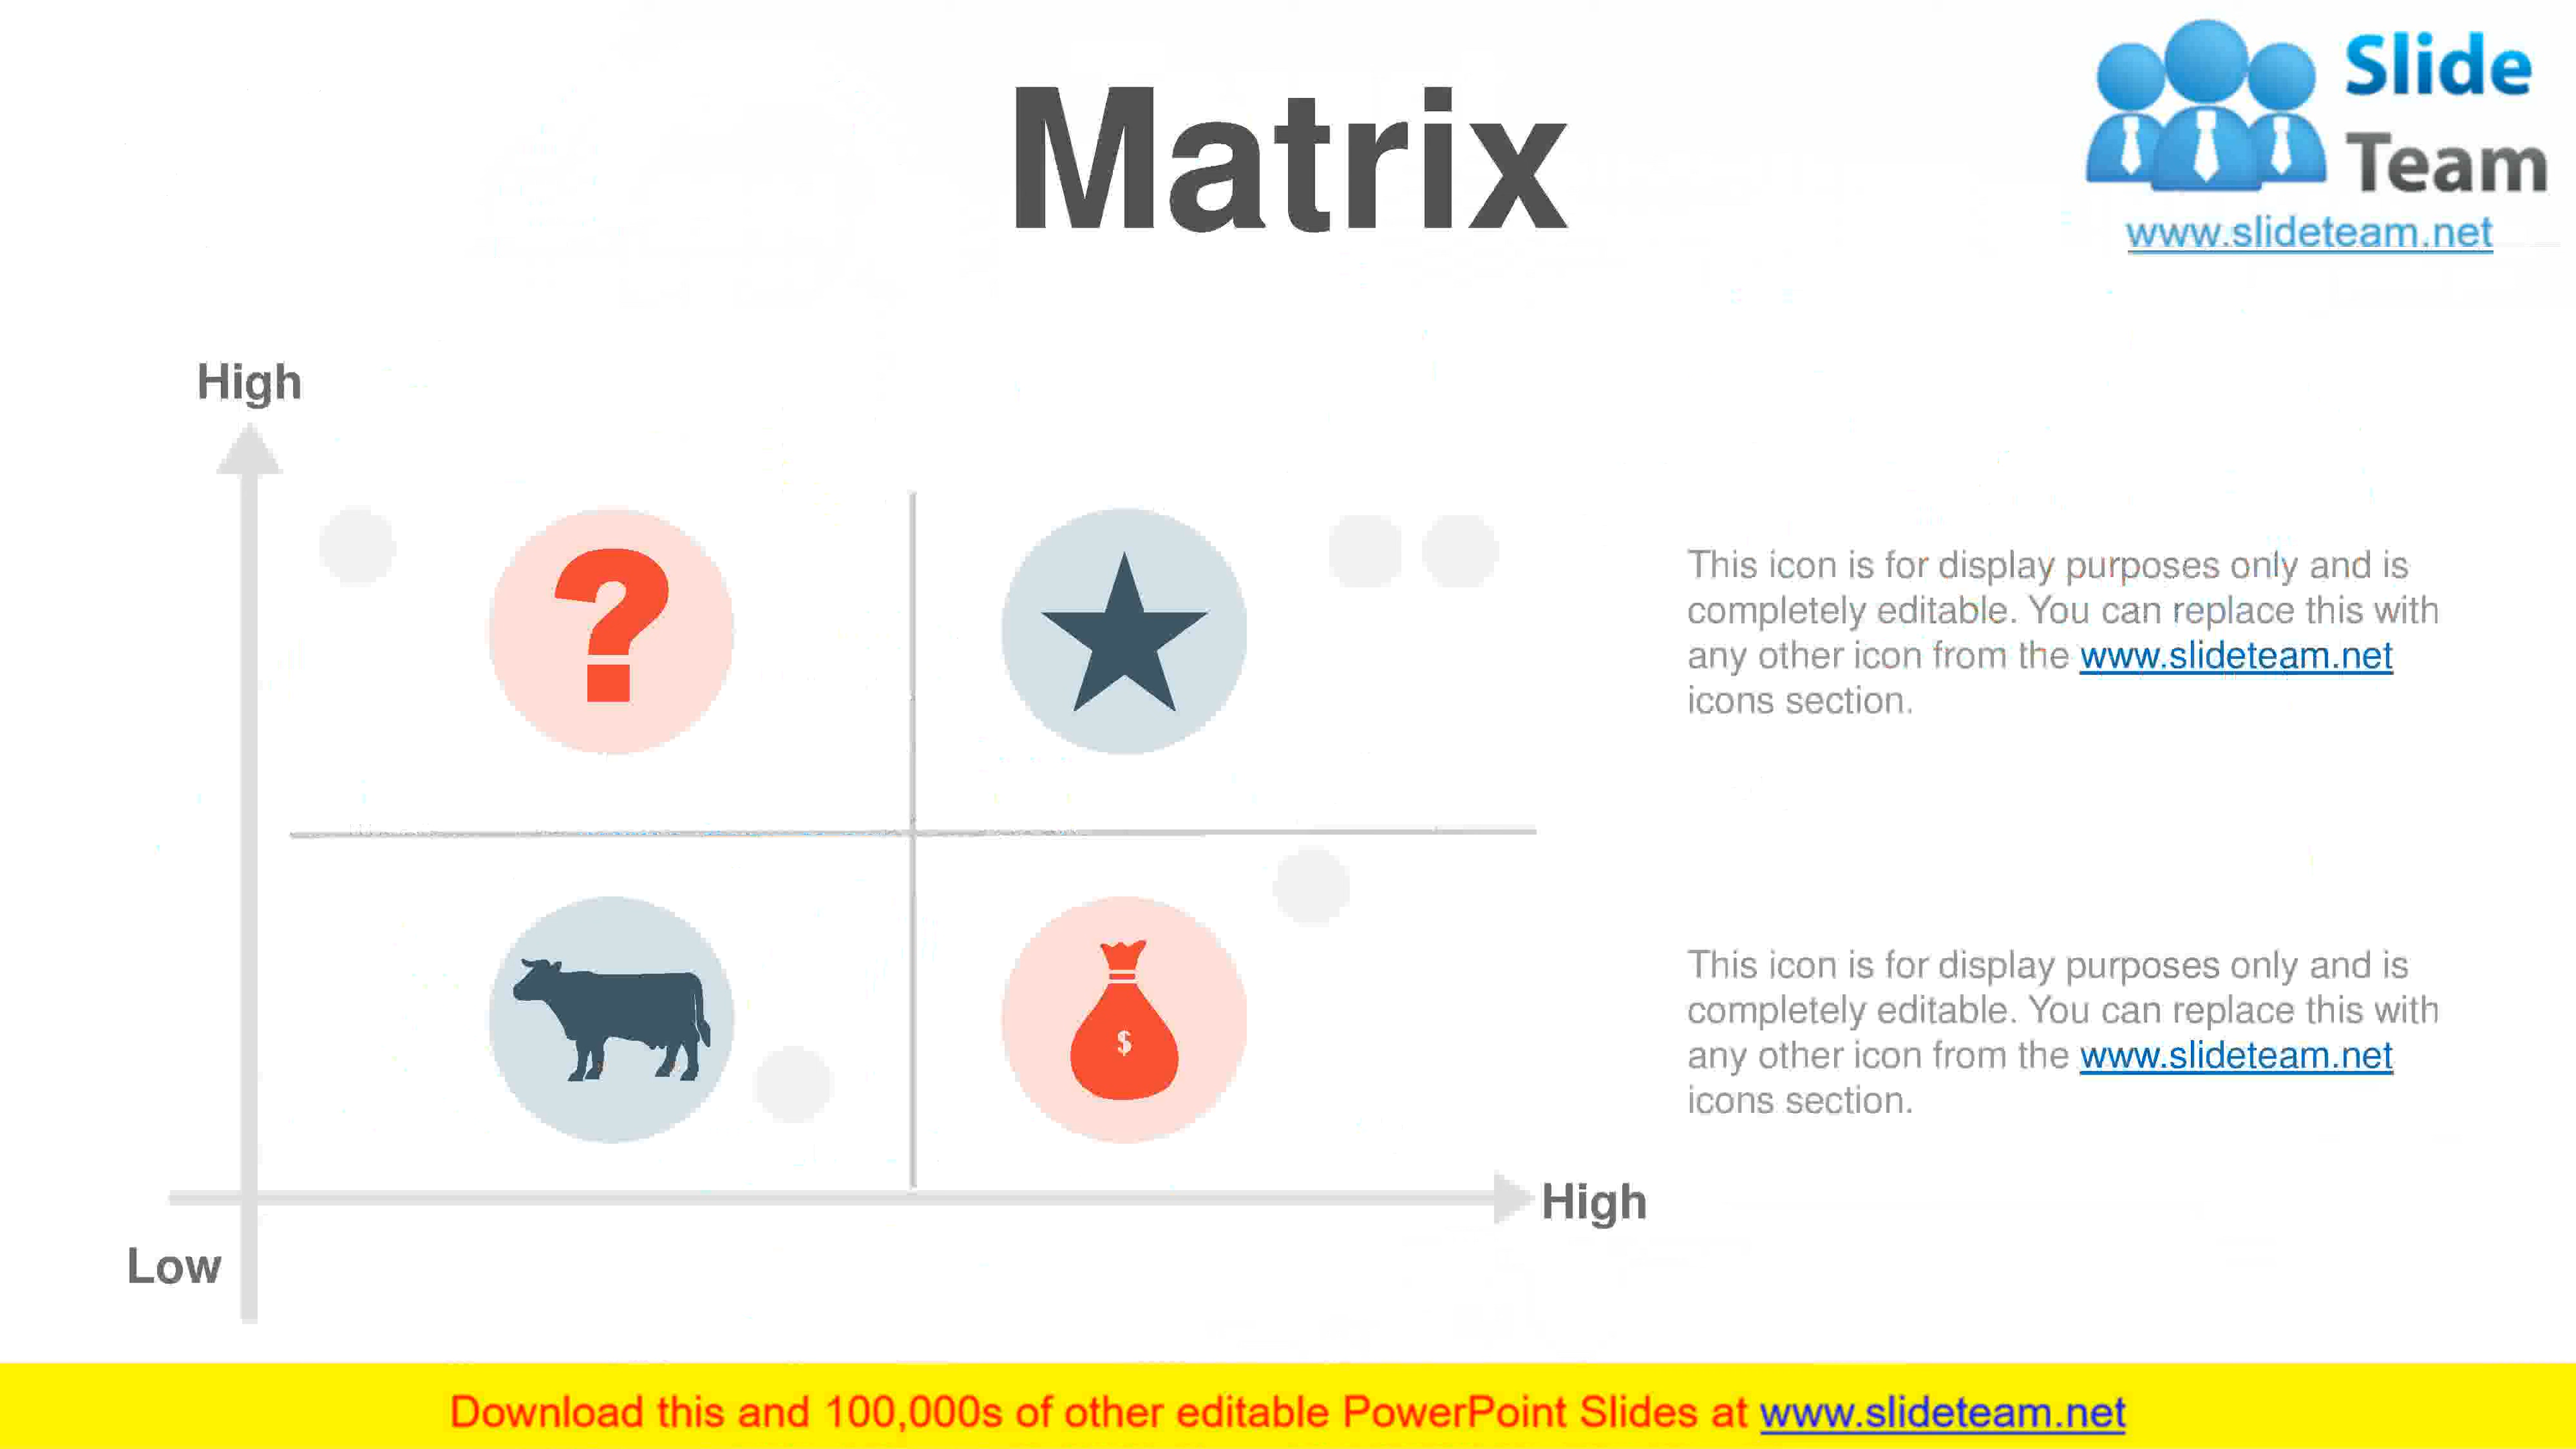 Matrix
Slide
Team
www.slideteam.net
High
This icon is for display purposes only and is
completely editable. You can replace this with
any other icon from the www.slideteam.net
icons section.
$
This icon is for display purposes only and is
completely editable. You can replace this with
any other icon from the www.slideteam.net
icons section.
High
Low
Download this and 100,000s of other editable PowerPoint Slides at www.slideteam.net